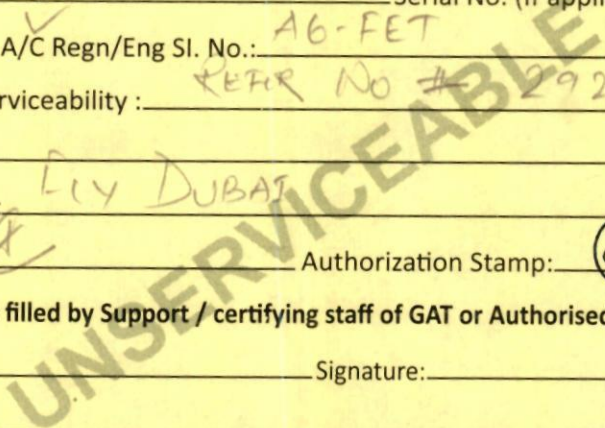 Serial No. (if appli
A/C Regn/Eng Sl. No.: A6-FET
rviceability : REFER NO # 292
FLY DUBAI
Authorization Stamp:
filled by Support / certifying staff of GAT or Authorised
Signature:
UNSERVICEABLE